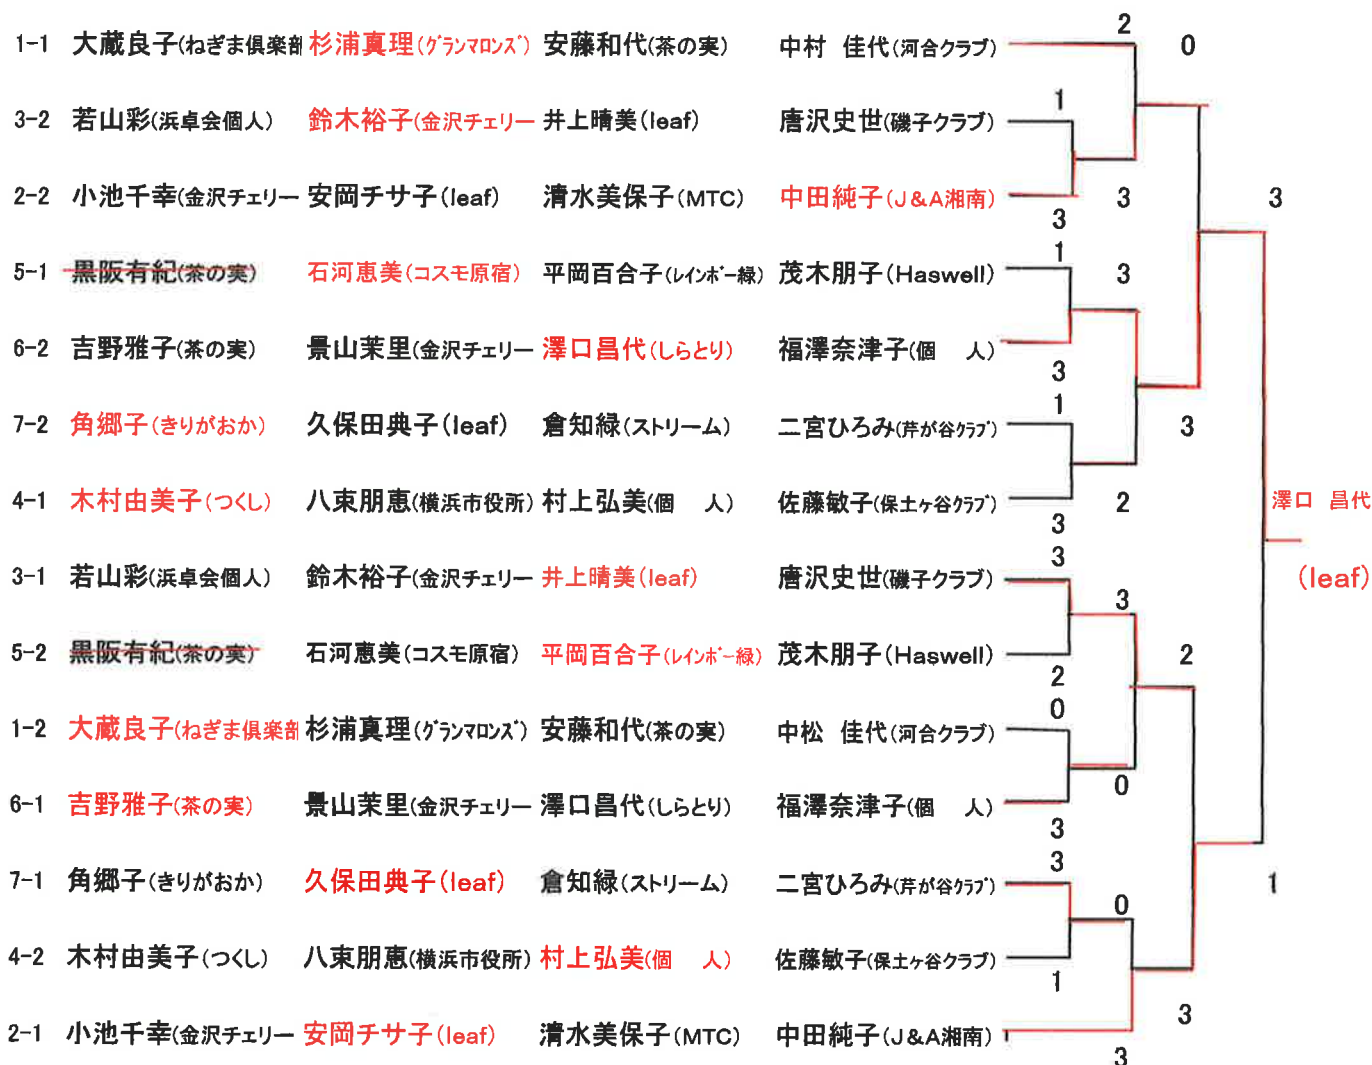 2
1-1 大蔵良子(ねぎま倶楽部 杉浦真理(グランマロンズ) 安藤和代(茶の実) 中村 佳代(河合クラブ) 0
1
3-2 若山彩(浜卓会個人) 鈴木裕子(金沢チェリー 井上晴美(leaf) 唐沢史世(磯子クラブ)
2-2 小池千幸(金沢チェリー 安岡チサ子(leaf) 清水美保子(MTC) 中田純子(J&A湘南) 3 3
3
1
5-1 黒阪有紀(茶の実) 石河恵美(コスモ原宿) 平岡百合子(レインボー緑) 茂木朋子(Haswell) 3
6-2 吉野雅子(茶の実) 景山茉里(金沢チェリー 澤口昌代(しらとり) 福澤奈津子(個 人)
3
1
7-2 角郷子(きりがおか) 久保田典子(leaf) 倉知緑(ストリーム) 二宮ひろみ(芹が谷クラブ) 3
4-1 木村由美子(つくし) 八束朋恵(横浜市役所) 村上弘美(個 人) 佐藤敏子(保土ヶ谷クラブ) 2 澤口 昌代
3
3
3-1 若山彩(浜卓会個人) 鈴木裕子(金沢チェリー 井上晴美(leaf) 唐沢史世(磯子クラブ) (leaf)
3
5-2 黒阪有紀(茶の実) 石河恵美(コスモ原宿) 平岡百合子(レインボー緑) 茂木朋子(Haswell) 2
2
0
1-2 大蔵良子(ねぎま倶楽部 杉浦真理(グランマロンズ) 安藤和代(茶の実) 中松 佳代(河合クラブ)
0
6-1 吉野雅子(茶の実) 景山茉里(金沢チェリー 澤口昌代(しらとり) 福澤奈津子(個 人)
3
3
7-1 角郷子(きりがおか) 久保田典子(leaf) 倉知緑(ストリーム) 二宮ひろみ(芹が谷クラブ) 1
0
4-2 木村由美子(つくし) 八束朋恵(横浜市役所) 村上弘美(個 人) 佐藤敏子(保土ヶ谷クラブ)
1
3
2-1 小池千幸(金沢チェリー 安岡チサ子(leaf) 清水美保子(MTC) 中田純子(J&A湘南)
3